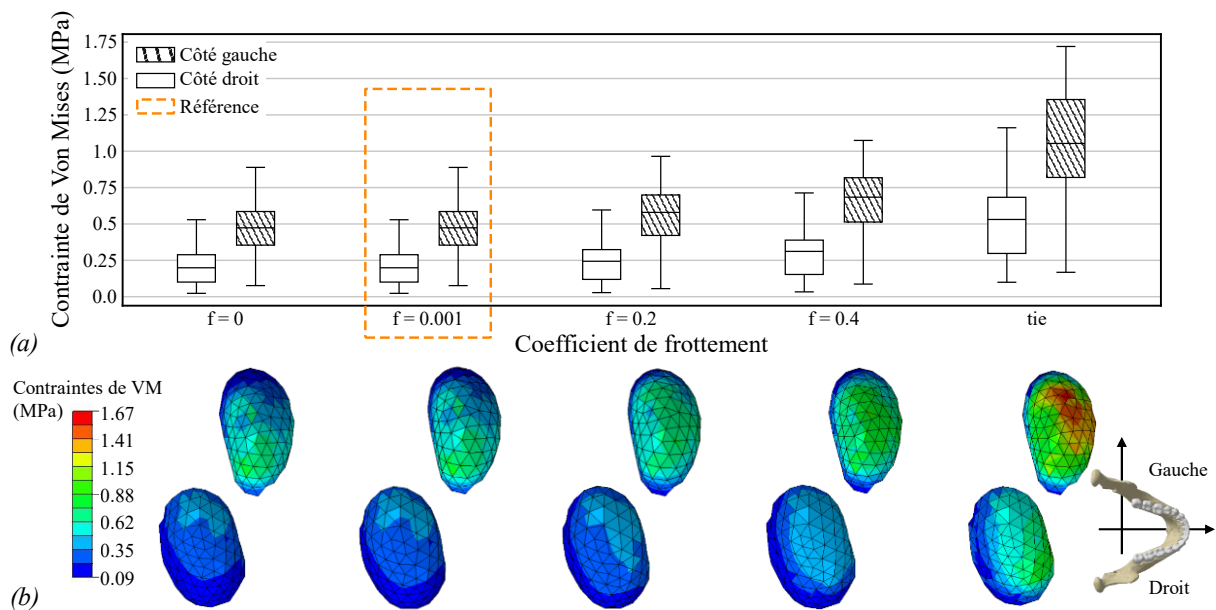 Contrainte de Von Mises (MPa)
1.75
1.50
1.25
1.0
0.75
0.5
0.25
0.0
Côté gauche
Côté droit
Référence
f = 0
f = 0.001
f = 0.2
f = 0.4
tie
Coefficient de frottement
(a)
Contraintes de VM
(MPa)
1.67
1.41
1.15
0.88
0.62
0.35
0.09
Gauche
Droit
(b)